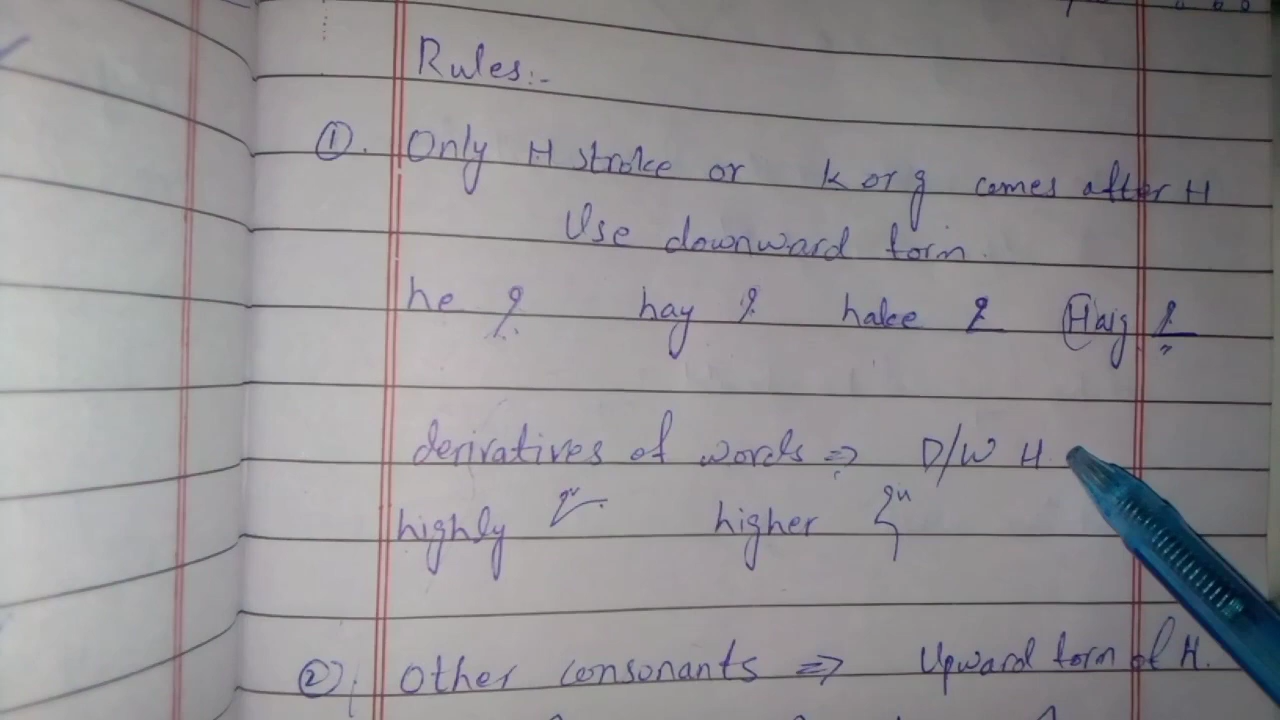 Rules:-
①. Only H stroke or k or g comes after H
Use downward form.
he hay hake Haig
derivatives of words ⇒ D/W H.
highly higher
②. Other consonants ⇒ Upward form of H.